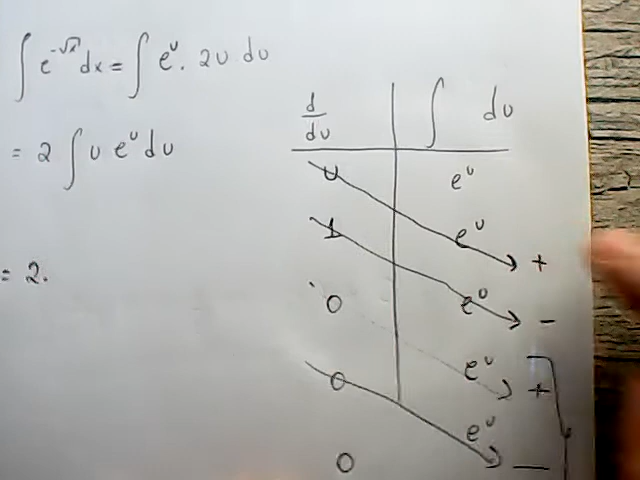 ∫ e^{-√x} dx = ∫ e^u . 2u du
= 2 ∫ u e^u du
= 2.
d/du ∫ du
u e^u
1 e^u +
0 e^u -
0 e^u +
0 e^u -